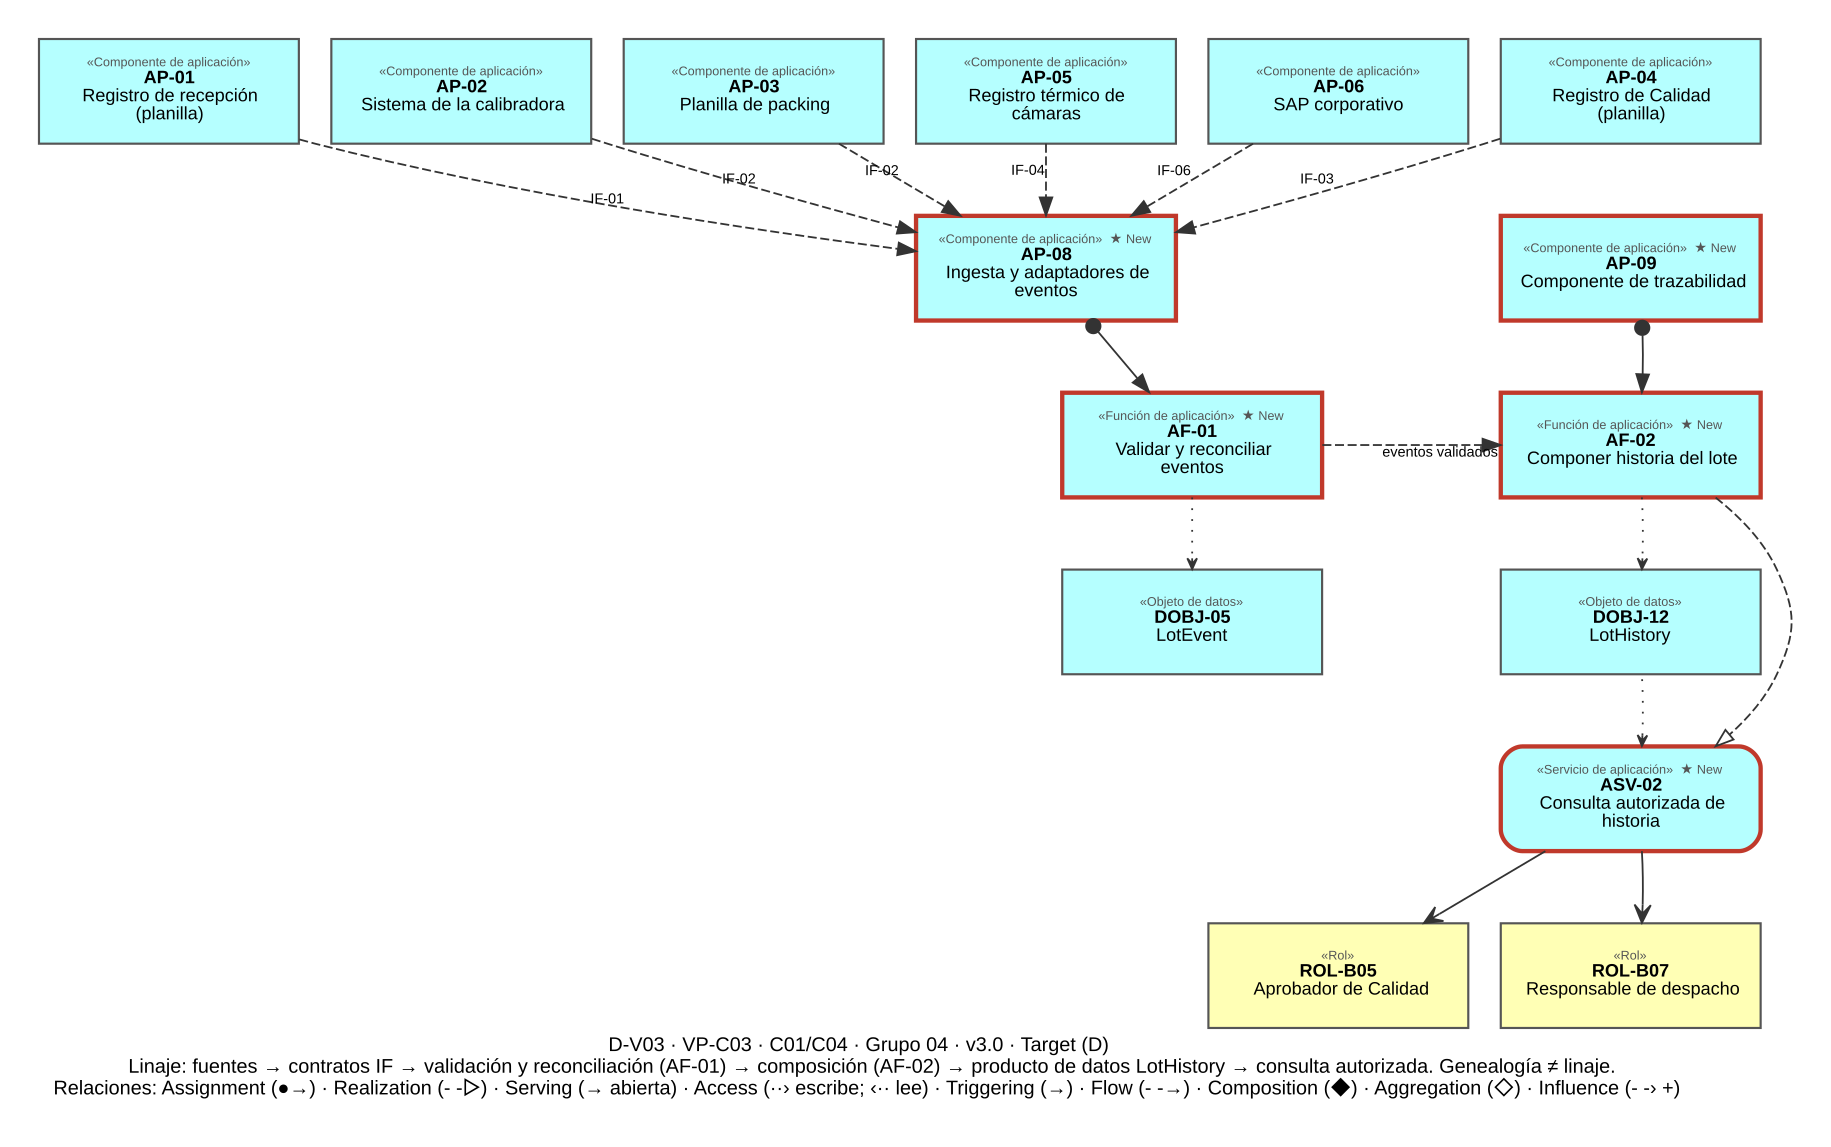 «Componente de aplicación»
AP-01
Registro de recepción
(planilla)
«Componente de aplicación»
AP-02
Sistema de la calibradora
«Componente de aplicación»
AP-03
Planilla de packing
«Componente de aplicación»
AP-05
Registro térmico de
cámaras
«Componente de aplicación»
AP-06
SAP corporativo
«Componente de aplicación»
AP-04
Registro de Calidad
(planilla)
IF-01
IF-02
IF-02
IF-04
IF-06
IF-03
«Componente de aplicación» ★ New
AP-08
Ingesta y adaptadores de
eventos
«Componente de aplicación» ★ New
AP-09
Componente de trazabilidad
«Función de aplicación» ★ New
AF-01
Validar y reconciliar
eventos
eventos validados
«Función de aplicación» ★ New
AF-02
Componer historia del lote
«Objeto de datos»
DOBJ-05
LotEvent
«Objeto de datos»
DOBJ-12
LotHistory
«Servicio de aplicación» ★ New
ASV-02
Consulta autorizada de
historia
«Rol»
ROL-B05
Aprobador de Calidad
«Rol»
ROL-B07
Responsable de despacho
D-V03 · VP-C03 · C01/C04 · Grupo 04 · v3.0 · Target (D)
Linaje: fuentes → contratos IF → validación y reconciliación (AF-01) → composición (AF-02) → producto de datos LotHistory → consulta autorizada. Genealogía ≠ linaje.
Relaciones: Assignment (●→) · Realization (- -▷) · Serving (→ abierta) · Access (··› escribe; ‹·· lee) · Triggering (→) · Flow (- -→) · Composition (◆) · Aggregation (◇) · Influence (- -› +)